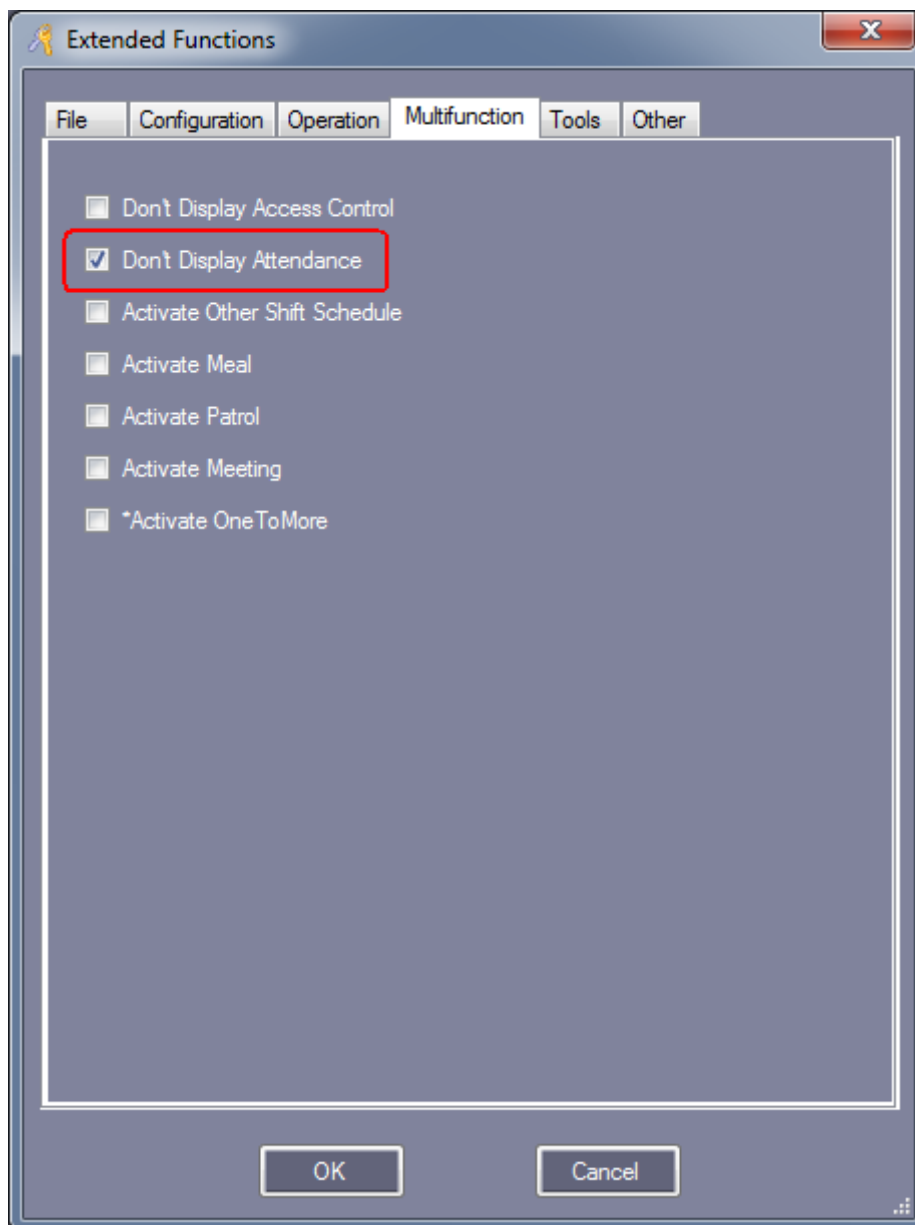 Extended Functions
File Configuration Operation Multifunction Tools Other
Don't Display Access Control
Don't Display Attendance
Activate Other Shift Schedule
Activate Meal
Activate Patrol
Activate Meeting
*Activate OneToMore
OK Cancel